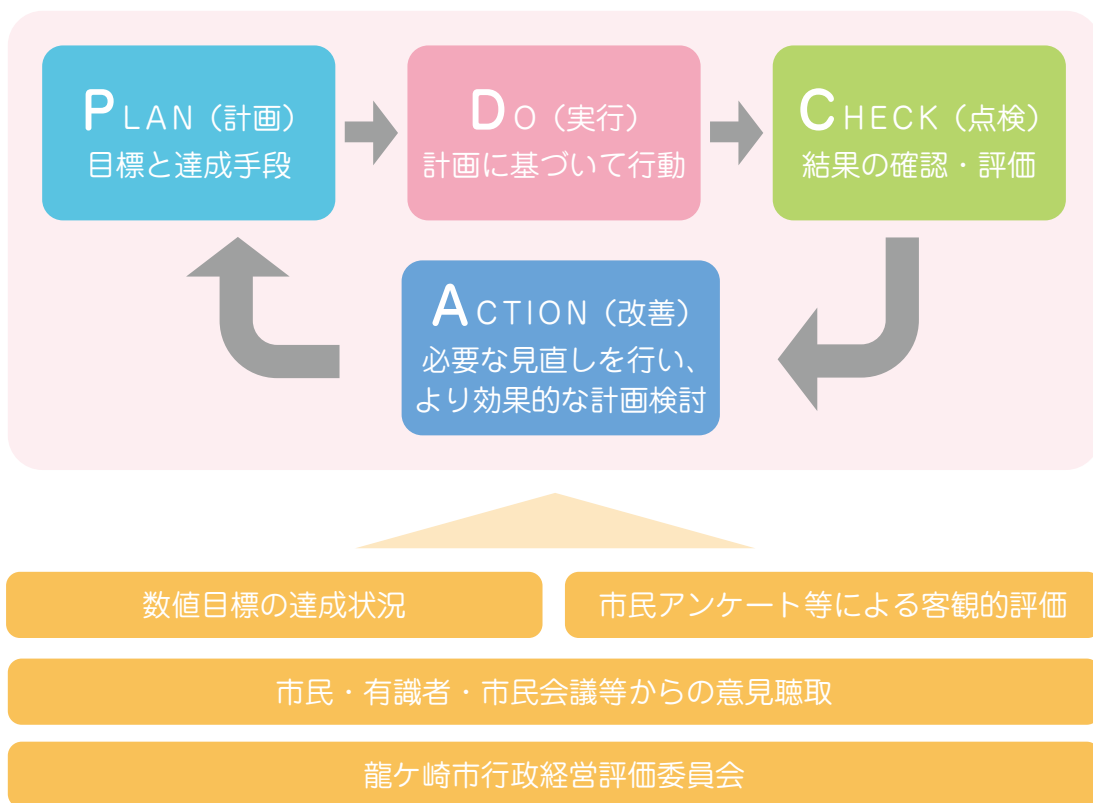 PLAN（計画）
目標と達成手段
DO（実行）
計画に基づいて行動
CHECK（点検）
結果の確認・評価
ACTION（改善）
必要な見直しを行い、
より効果的な計画検討
数値目標の達成状況
市民アンケート等による客観的評価
市民・有識者・市民会議等からの意見聴取
龍ケ崎市行政経営評価委員会